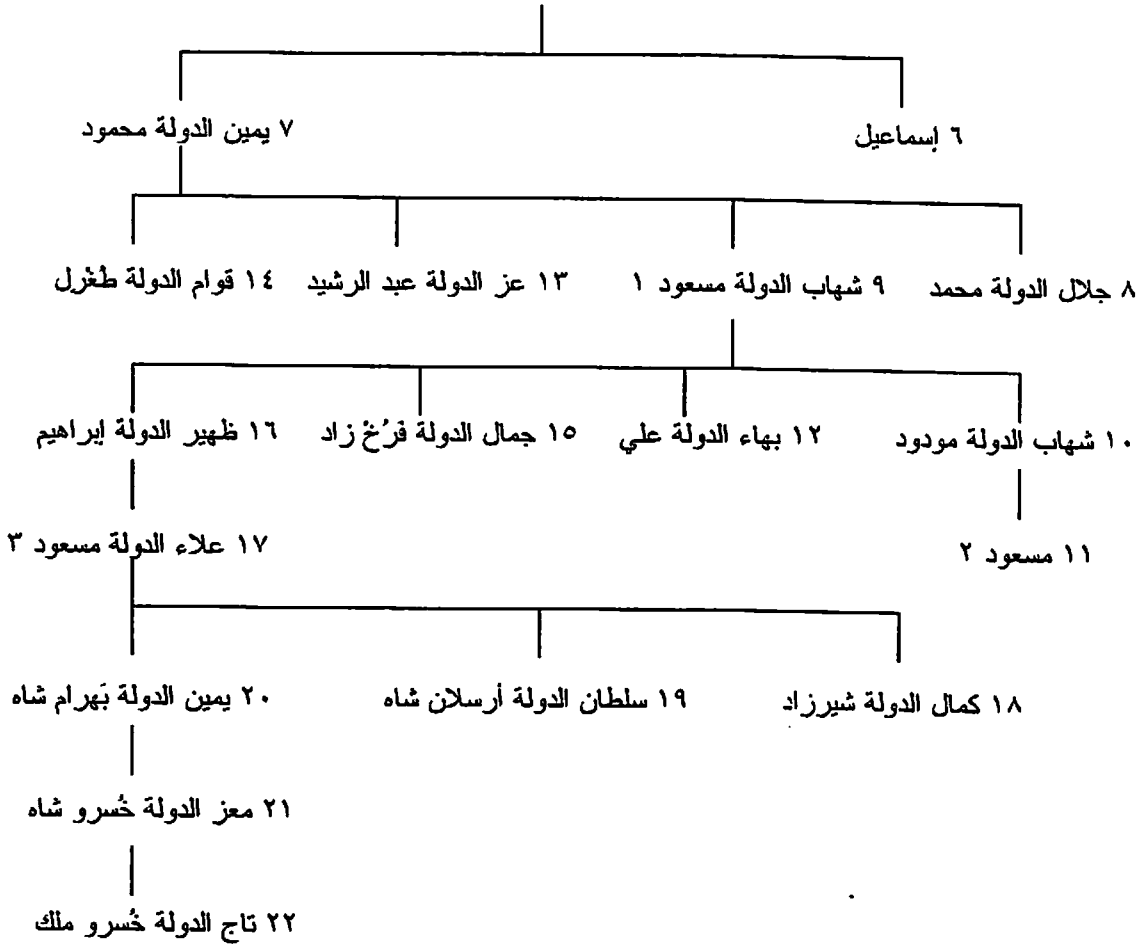 ٦ إسماعيل ٧ يمين الدولة محمود
٨ جلال الدولة محمد ٩ شهاب الدولة مسعود ١ ١٣ عز الدولة عبد الرشيد ١٤ قوام الدولة طُغْرِل
١٠ شهاب الدولة مودود ١٢ بهاء الدولة علي ١٥ جمال الدولة فَرُخْ زاد ١٦ ظهير الدولة إبراهيم
١١ مسعود ٢ ١٧ علاء الدولة مسعود ٣
١٨ كمال الدولة شيرزاد ١٩ سلطان الدولة أرسلان شاه ٢٠ يمين الدولة بَهرام شاه
٢١ معز الدولة خُسرو شاه
٢٢ تاج الدولة خُسرو ملك